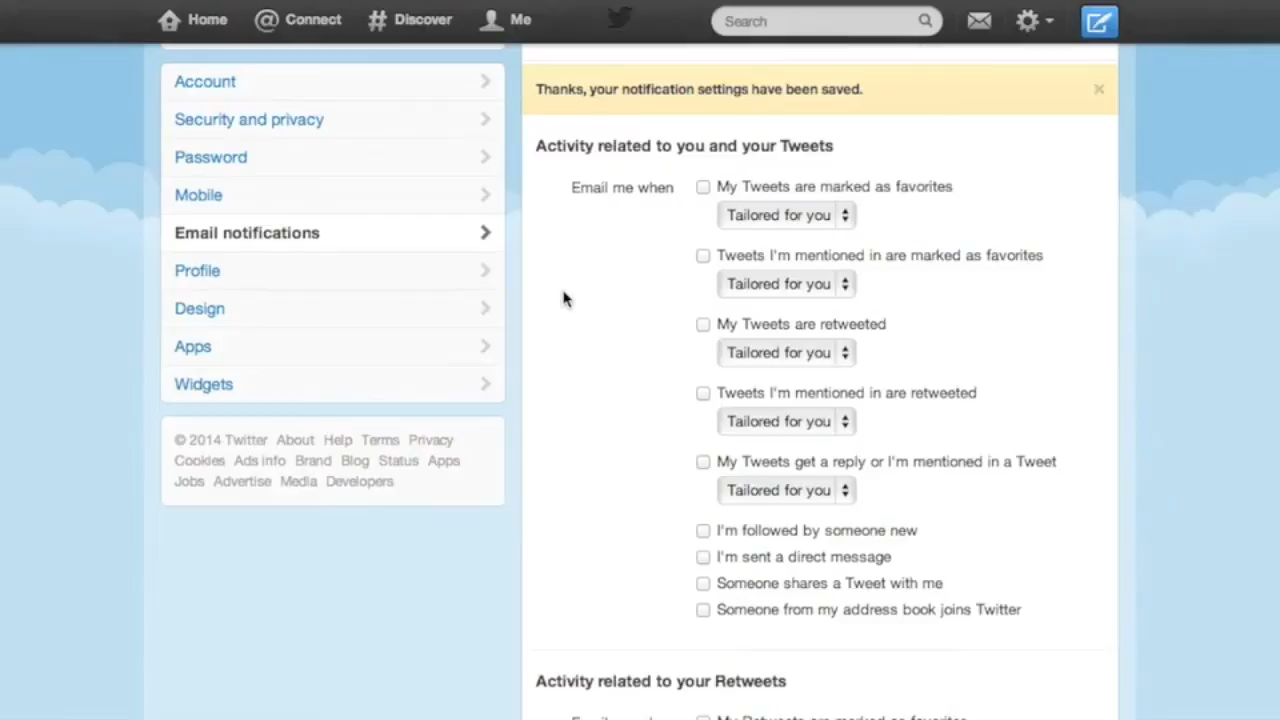 Home Connect Discover Me Search
Account
Security and privacy
Password
Mobile
Email notifications
Profile
Design
Apps
Widgets
© 2014 Twitter About Help Terms Privacy
Cookies Ads info Brand Blog Status Apps
Jobs Advertise Media Developers
Thanks, your notification settings have been saved.
Activity related to you and your Tweets
Email me when
My Tweets are marked as favorites
Tailored for you
Tweets I'm mentioned in are marked as favorites
Tailored for you
My Tweets are retweeted
Tailored for you
Tweets I'm mentioned in are retweeted
Tailored for you
My Tweets get a reply or I'm mentioned in a Tweet
Tailored for you
I'm followed by someone new
I'm sent a direct message
Someone shares a Tweet with me
Someone from my address book joins Twitter
Activity related to your Retweets
My Retweets are marked as favorites